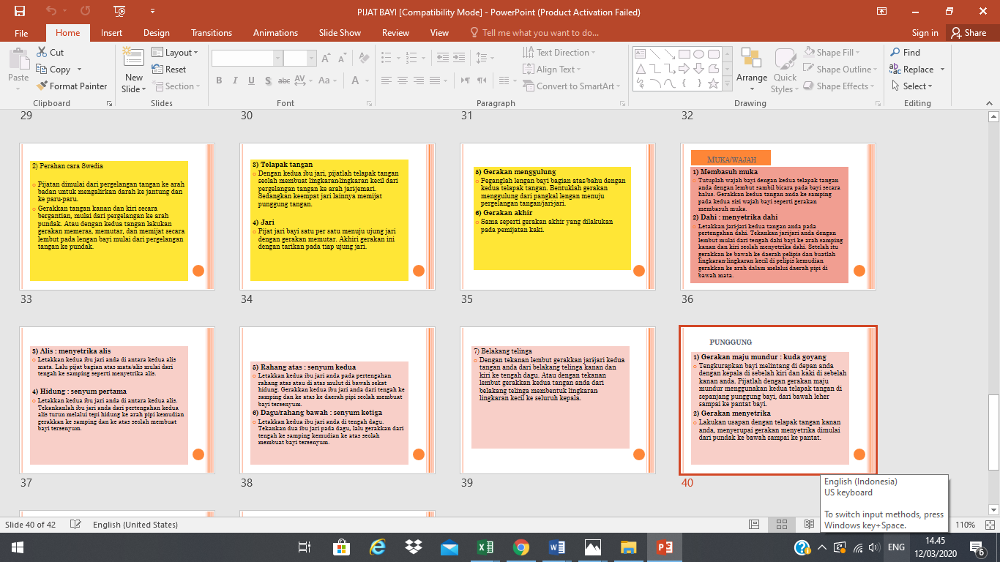 PIJAT BAYI [Compatibility Mode] - PowerPoint (Product Activation Failed)
File Home Insert Design Transitions Animations Slide Show Review View Tell me what you want to do... Sign in Share
Paste
Cut
Copy
Format Painter
Clipboard
New
Slide
Layout
Reset
Section
Slides
B I U S abc AV Aa A
Font
Text Direction
Align Text
Convert to SmartArt
Paragraph
Arrange
Quick
Styles
Shape Fill
Shape Outline
Shape Effects
Drawing
Find
Replace
Select
Editing
29 30 31 32
2) Perahan cara Swedia
Pijatan dimulai dari pergelangan tangan ke arah
badan untuk mengalirkan darah ke jantung dan
ke paru-paru.
Gerakkan tangan kanan dan kiri secara
bergantian, mulai dari pergelangan ke arah
pundak. Atau dengan kedua tangan lakukan
gerakan memeras, memutar, dan memijat secara
lembut pada lengan bayi mulai dari pergelangan
tangan ke pundak.
33
3) Telapak tangan
Dengan kedua ibu jari, pijatlah telapak tangan
seolah membuat lingkaran-lingkaran kecil dari
pergelangan tangan ke arah jari-jemari.
Sedangkan keempat jari lainnya memijat
punggung tangan.
4) Jari
Pijat jari bayi satu per satu menuju ujung jari
dengan gerakan memutar. Akhiri gerakan ini
dengan tarikan pada tiap ujung jari.
34
5) Gerakan menggulung
Peganglah lengan bayi bagian atas/bahu dengan
kedua telapak tangan. Bentuklah gerakan
menggulung dari pangkal lengan menuju
pergelangan tangan/jari-jari.
6) Gerakan akhir
Sama seperti gerakan akhir yang dilakukan
pada pemijatan kaki.
35
MUKA/WAJAH
1) Membasuh muka
Tutuplah wajah bayi dengan kedua telapak tangan
anda dengan lembut sambil bicara pada bayi secara
halus. Gerakkan kedua tangan anda ke samping
pada kedua sisi wajah bayi seperti gerakan
membasuh muka.
2) Dahi : menyetrika dahi
Letakkan jari-jari kedua tangan anda pada
pertengahan dahi. Tekankan jari-jari anda dengan
lembut mulai dari tengah dahi bayi ke arah samping
kanan dan kiri seolah menyetrika dahi. Setelah itu
gerakkan ke bawah ke daerah pelipis dan buatlah
lingkaran-lingkaran kecil di pelipis kemudian
gerakkan ke arah dalam melalui daerah pipi di
bawah mata.
36
3) Alis : menyetrika alis
Letakkan kedua ibu jari anda di antara kedua alis
mata. Lalu pijat bagian atas mata/alis mulai dari
tengah ke samping seperti menyetrika alis.
4) Hidung : senyum pertama
Letakkan kedua ibu jari anda di antara kedua alis.
Tekankanlah ibu jari anda dari pertengahan kedua
alis turun melalui tepi hidung ke arah pipi kemudian
gerakkan ke samping dan ke atas seolah membuat
bayi tersenyum.
37
5) Rahang atas : senyum kedua
Letakkan kedua ibu jari anda pada pertengahan
rahang atas atau di atas mulut di bawah sekat
hidung. Gerakkan kedua ibu jari anda dari tengah ke
samping dan ke atas ke daerah pipi seolah membuat
bayi tersenyum.
6) Dagu/rahang bawah : senyum ketiga
Letakkan kedua ibu jari anda di tengah dagu.
Tekankan dua ibu jari pada dagu, lalu gerakkan dari
tengah ke samping kemudian ke atas seolah
membuat bayi tersenyum.
38
7) Belakang telinga
Dengan tekanan lembut gerakkan jari-jari kedua
tangan anda dari belakang telinga kanan dan
kiri ke tengah dagu. Atau dengan tekanan
lembut gerakkan kedua tangan anda dari
belakang telinga membentuk lingkaran-
lingkaran kecil ke seluruh kepala.
39
PUNGGUNG
1) Gerakan maju mundur : kuda goyang
Tengkurapkan bayi melintang di depan anda
dengan kepala di sebelah kiri dan kaki di sebelah
kanan anda. Pijatlah dengan gerakan maju
mundur menggunakan kedua telapak tangan di
sepanjang punggung bayi, dari bawah leher
sampai ke pantat bayi.
2) Gerakan menyetrika
Lakukan usapan dengan telapak tangan kanan
anda, menyerupai gerakan menyetrika dimulai
dari pundak ke bawah sampai ke pantat.
40
English (Indonesia)
US keyboard
To switch input methods, press
Windows key+Space.
Slide 40 of 42 English (United States) 110%
ENG
14.45
12/03/2020
6